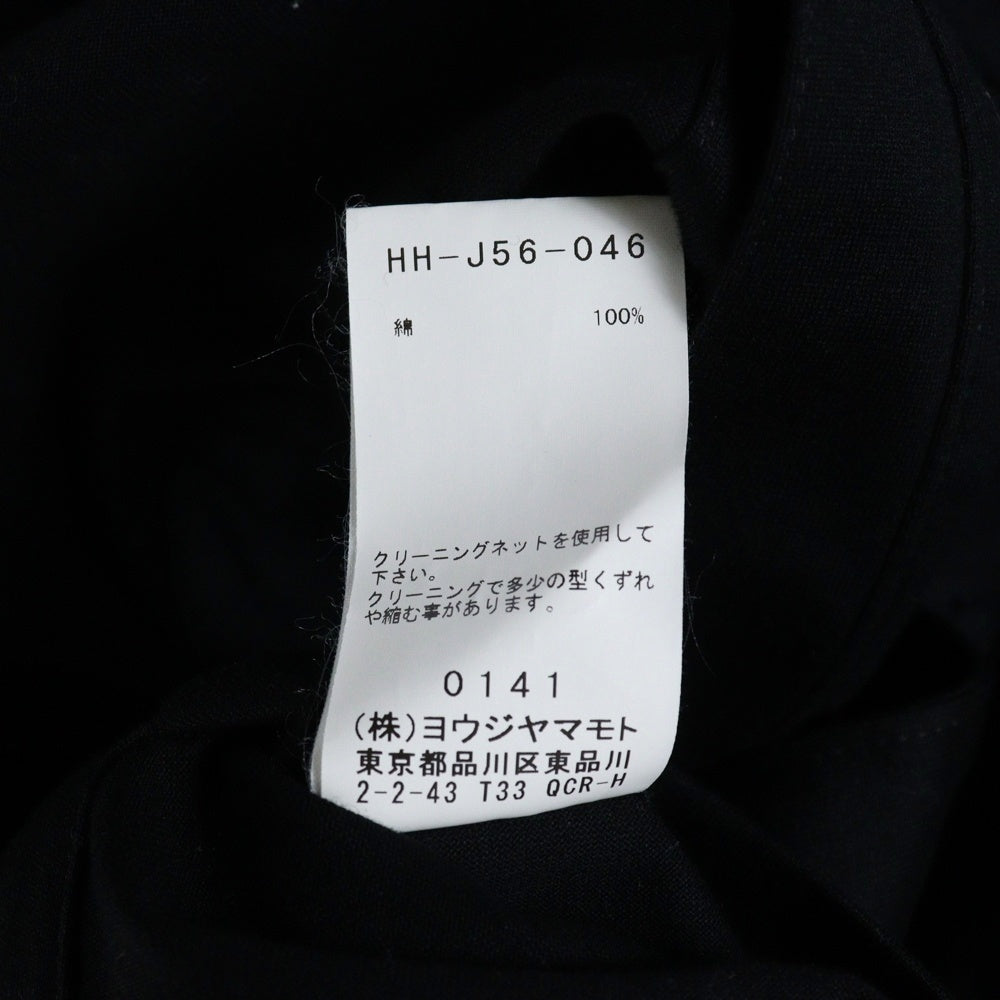 HH-J56-046
綿 100%
クリーニングネットを使用して
下さい。
クリーニングで多少の型くずれ
や縮む事があります。
0141
(株)ヨウジヤマモト
東京都品川区東品川
2-2-43 T33 QCR-H